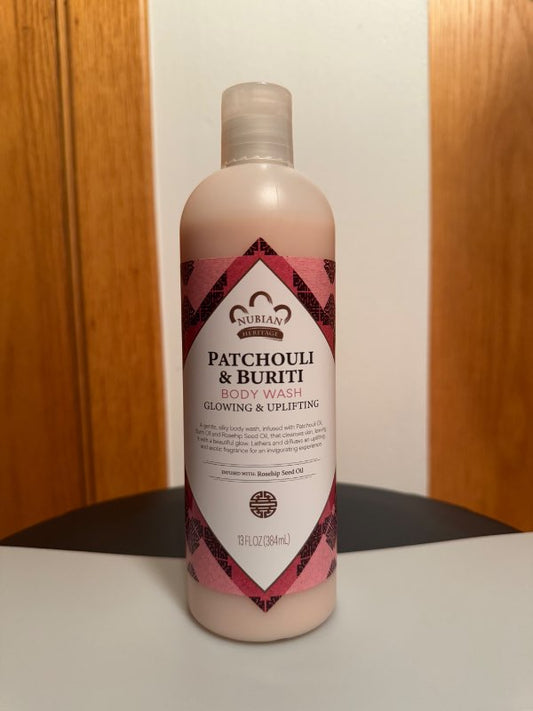 NUBIAN
HERITAGE
PATCHOULI
& BURITI
BODY WASH
GLOWING & UPLIFTING
A gentle, silky body wash, infused with Patchouli Oil,
Buriti Oil and Rosehip Seed Oil, that cleanses skin, leaving
it with a beautiful glow. Lathers and diffuses an uplifting
and exotic fragrance for an invigorating experience.
INFUSED WITH: Rosehip Seed Oil
13 FL OZ (384mL)